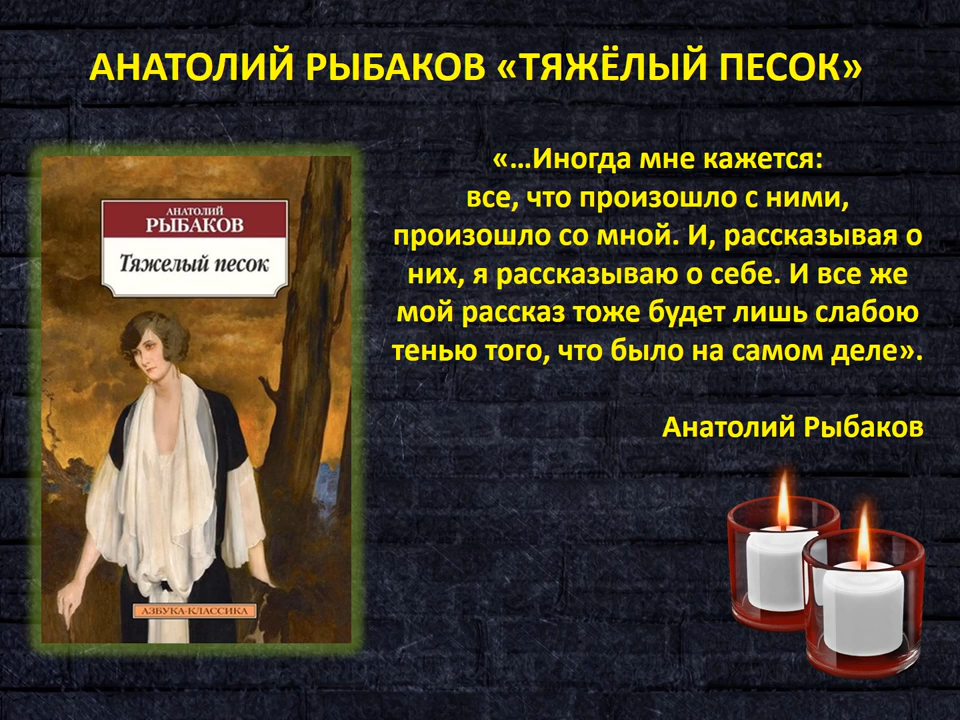 АНАТОЛИЙ РЫБАКОВ «ТЯЖЁЛЫЙ ПЕСОК»
АНАТОЛИЙ
РЫБАКОВ
Тяжелый песок
АЗБУКА-КЛАССИКА
«...Иногда мне кажется:
все, что произошло с ними,
произошло со мной. И, рассказывая о
них, я рассказываю о себе. И все же
мой рассказ тоже будет лишь слабою
тенью того, что было на самом деле».
Анатолий Рыбаков